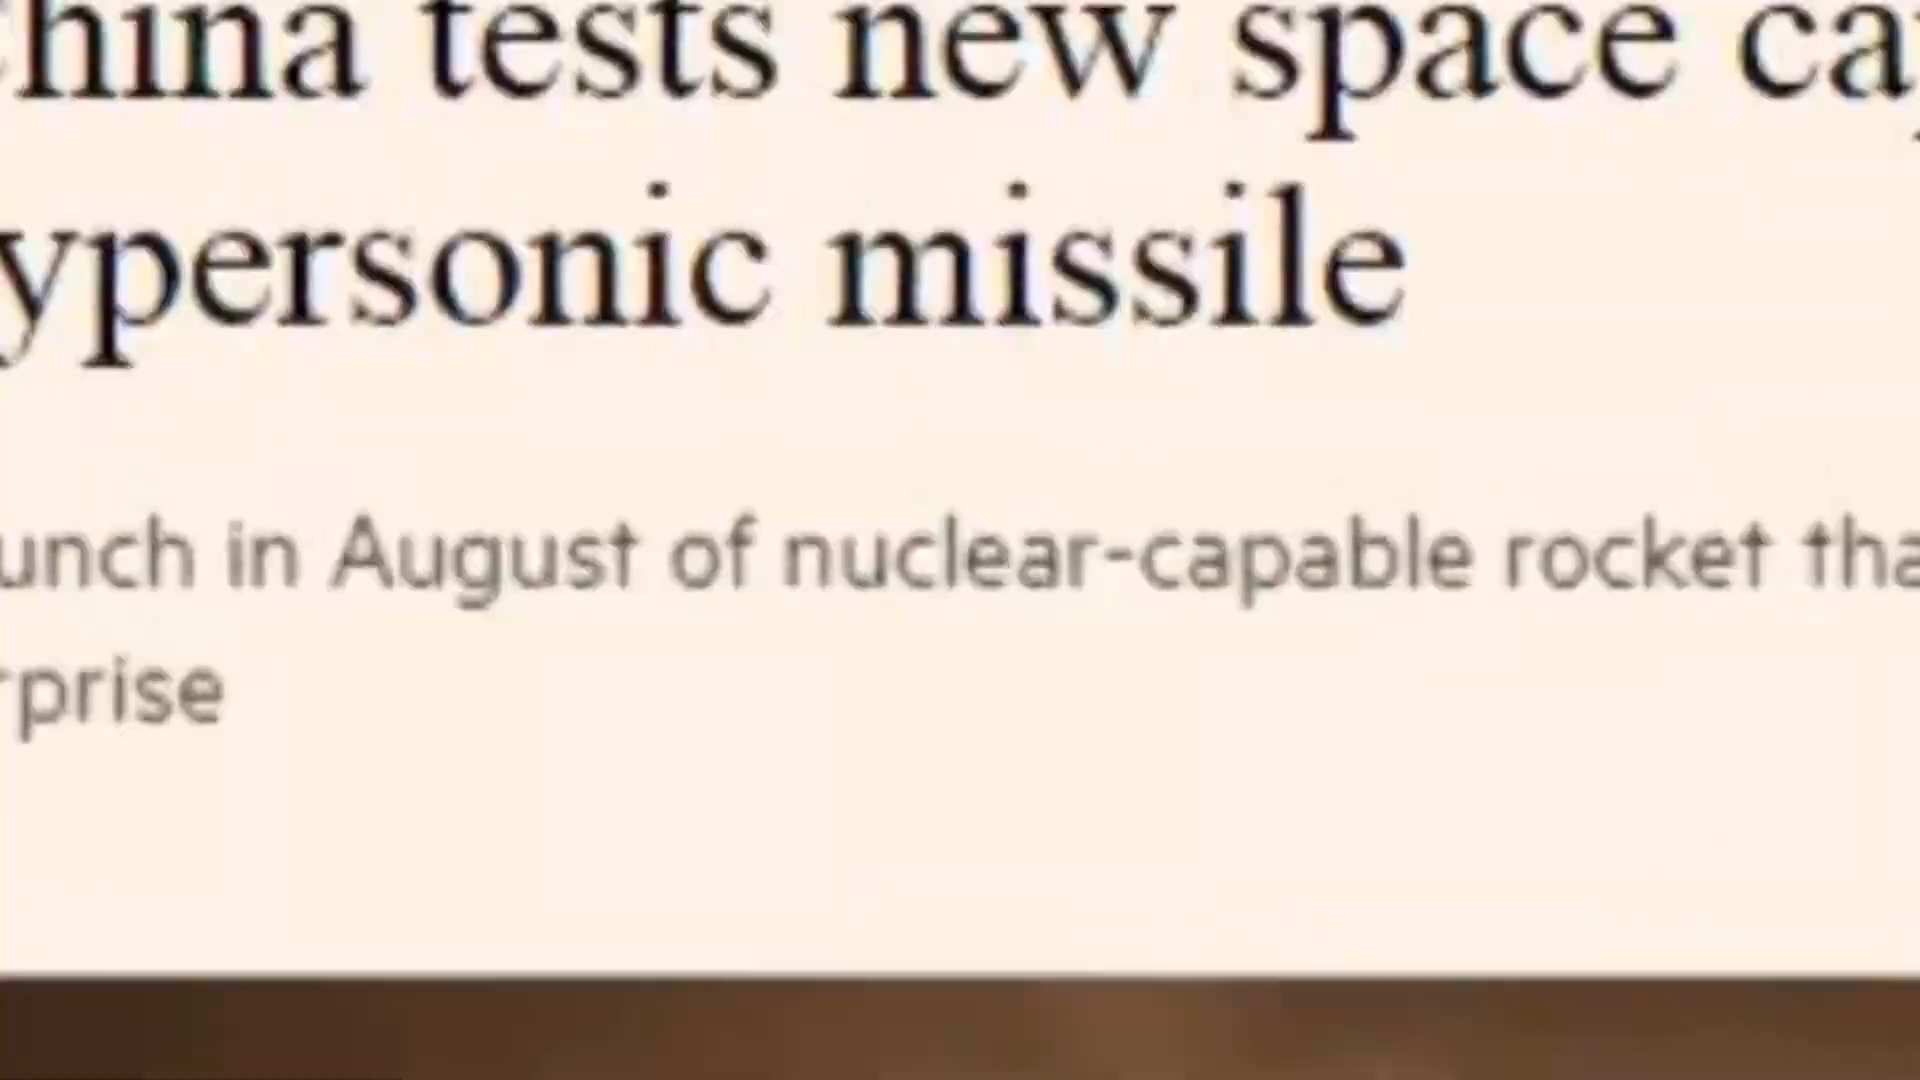 hina tests new space ca
ypersonic missile
unch in August of nuclear-capable rocket tha
rprise